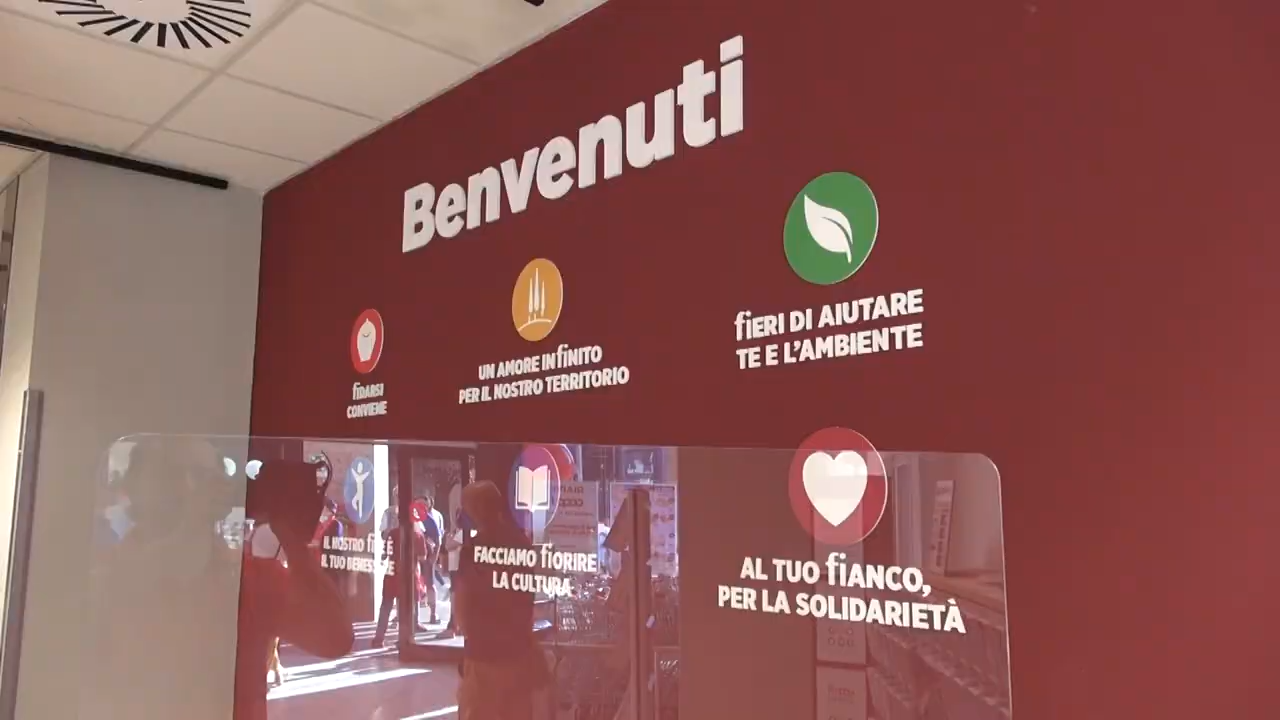 Benvenuti
fiDARSI
CONVIENE
UN AMORE INfiNITO
PER IL NOSTRO TERRITORIO
fiERI DI AIUTARE
TE E L'AMBIENTE
IL NOSTRO fiNE È
IL TUO BENESSERE
FACCIAMO fiORIRE
LA CULTURA
AL TUO fiANCO,
PER LA SOLIDARIETÀ